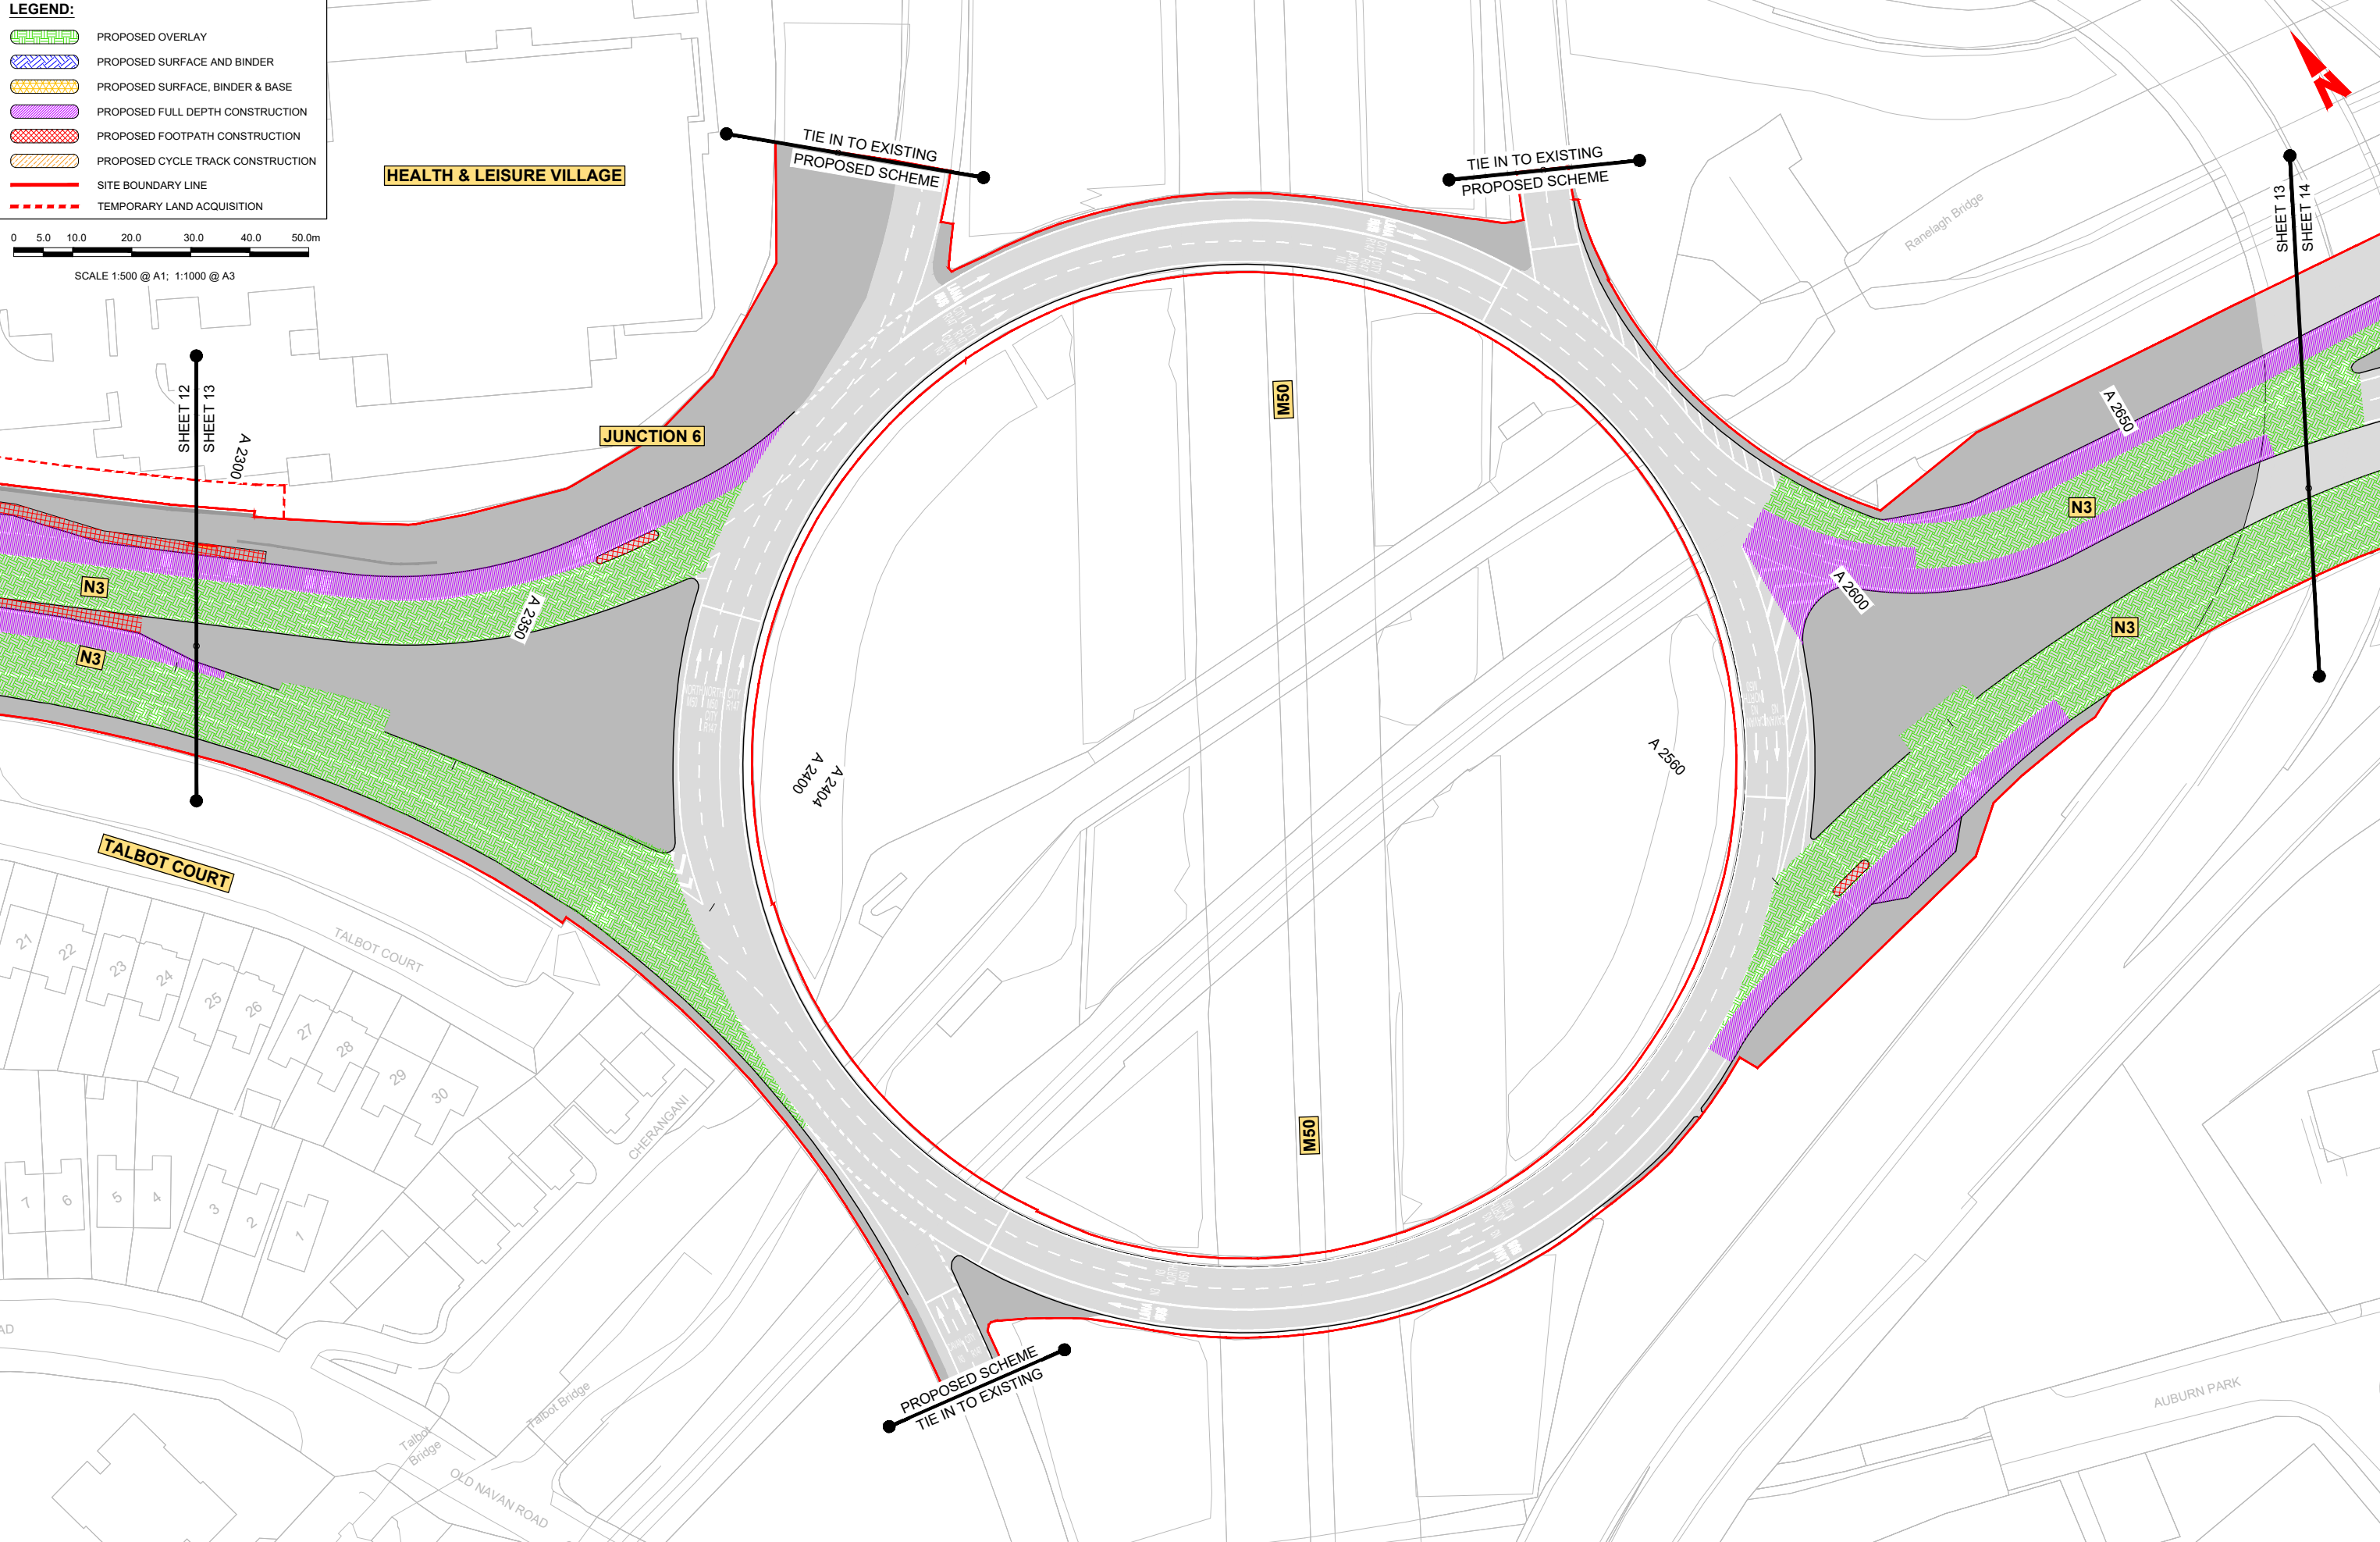 LEGEND:
PROPOSED OVERLAY
PROPOSED SURFACE AND BINDER
PROPOSED SURFACE, BINDER & BASE
PROPOSED FULL DEPTH CONSTRUCTION
PROPOSED FOOTPATH CONSTRUCTION
PROPOSED CYCLE TRACK CONSTRUCTION
SITE BOUNDARY LINE
TEMPORARY LAND ACQUISITION
0 5.0 10.0 20.0 30.0 40.0 50.0m
SCALE 1:500 @ A1; 1:1000 @ A3
HEALTH & LEISURE VILLAGE
TIE IN TO EXISTING
PROPOSED SCHEME
TIE IN TO EXISTING
PROPOSED SCHEME
N
Ranelagh Bridge
SHEET 13
SHEET 14
SHEET 12
SHEET 13
A 2300
JUNCTION 6
M50
A 2650
N3
N3
A 2350
A 2600
N3
N3
A 2400
A 2404
A 2560
TALBOT COURT
TALBOT COURT
21
22
23
24
25
26
27
28
29
30
CHERANGANI
M50
7
6
5
4
3
2
1
BUS
LANE
PROPOSED SCHEME
TIE IN TO EXISTING
Talbot Bridge
Talbot
Bridge
OLD NAVAN ROAD
AUBURN PARK